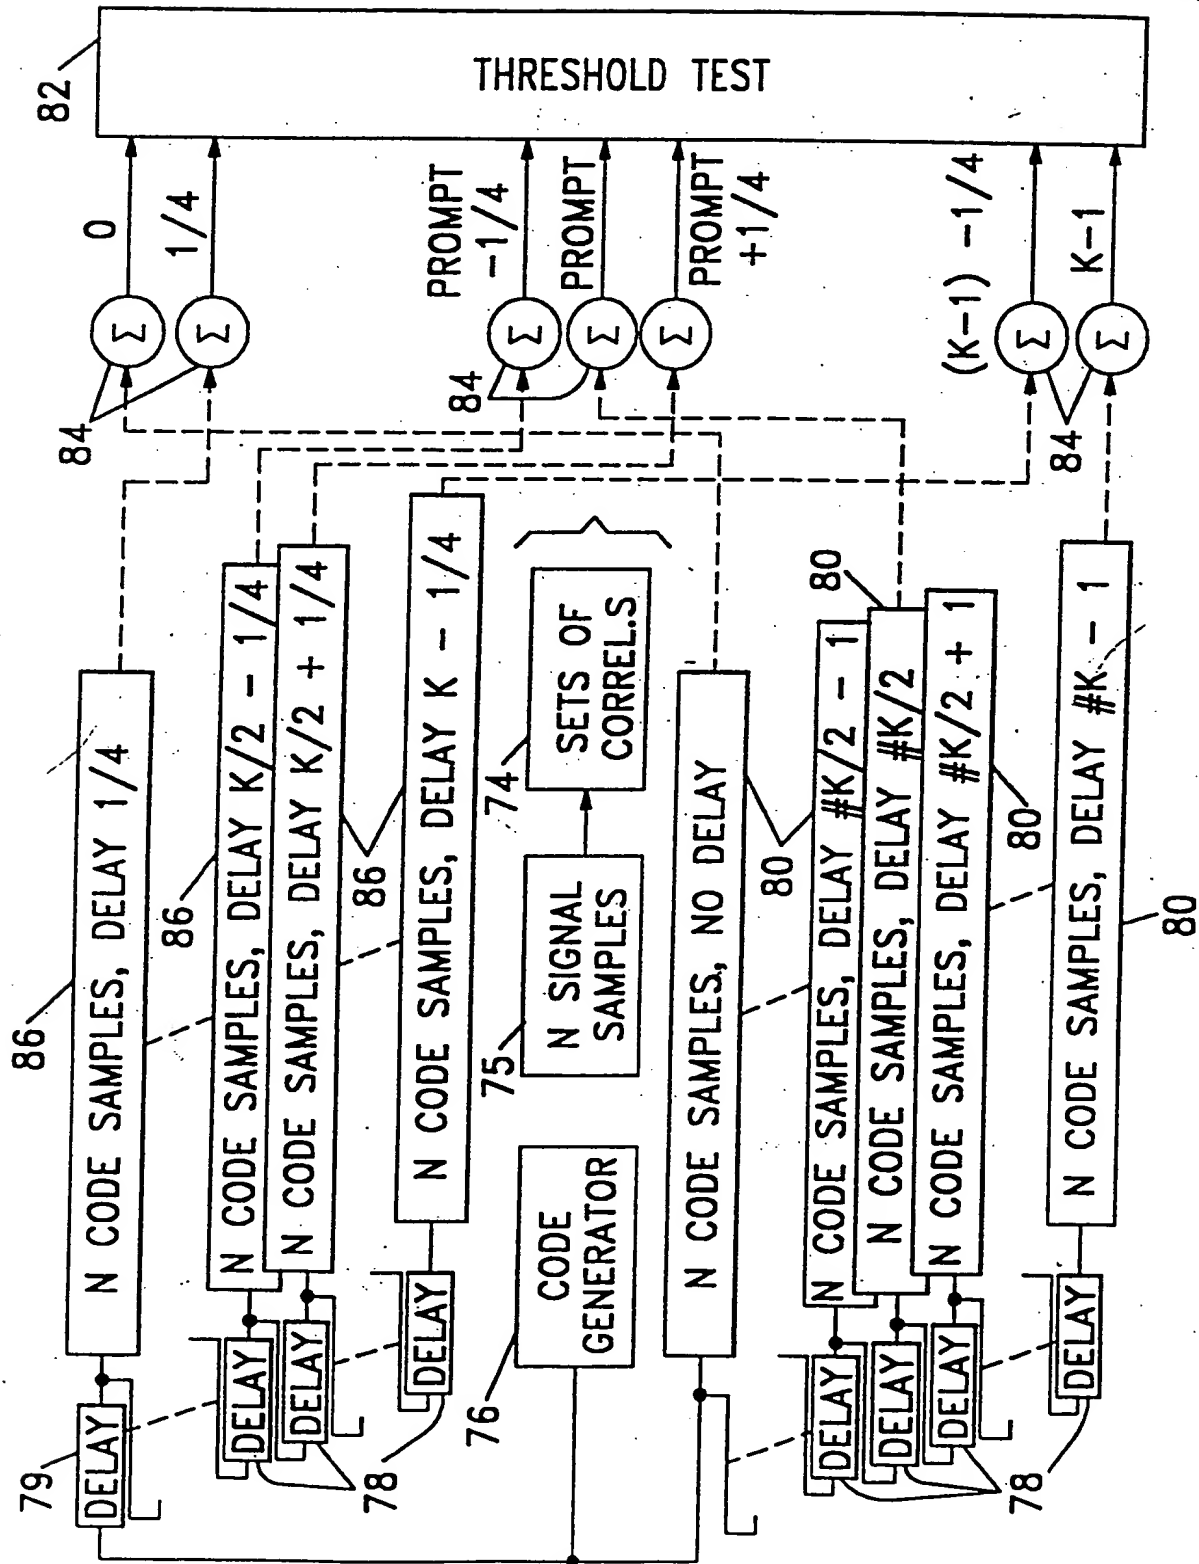 82
THRESHOLD TEST
0
1/4
PROMPT
-1/4
PROMPT
PROMPT
+1/4
(K-1) -1/4
K-1
Σ
Σ
Σ
Σ
Σ
Σ
Σ
84
84
84
86
N CODE SAMPLES, DELAY 1/4
86
N CODE SAMPLES, DELAY K/2 - 1/4
N CODE SAMPLES, DELAY K/2 + 1/4
86
N CODE SAMPLES, DELAY K - 1/4
74
SETS OF
CORREL.S
75
N SIGNAL
SAMPLES
76
CODE
GENERATOR
N CODE SAMPLES, NO DELAY
80
80
N CODE SAMPLES, DELAY #K/2 - 1
N CODE SAMPLES, DELAY #K/2
N CODE SAMPLES, DELAY #K/2 + 1
80
N CODE SAMPLES, DELAY #K - 1
80
79
DELAY
DELAY
DELAY
DELAY
78
DELAY
DELAY
DELAY
DELAY
78